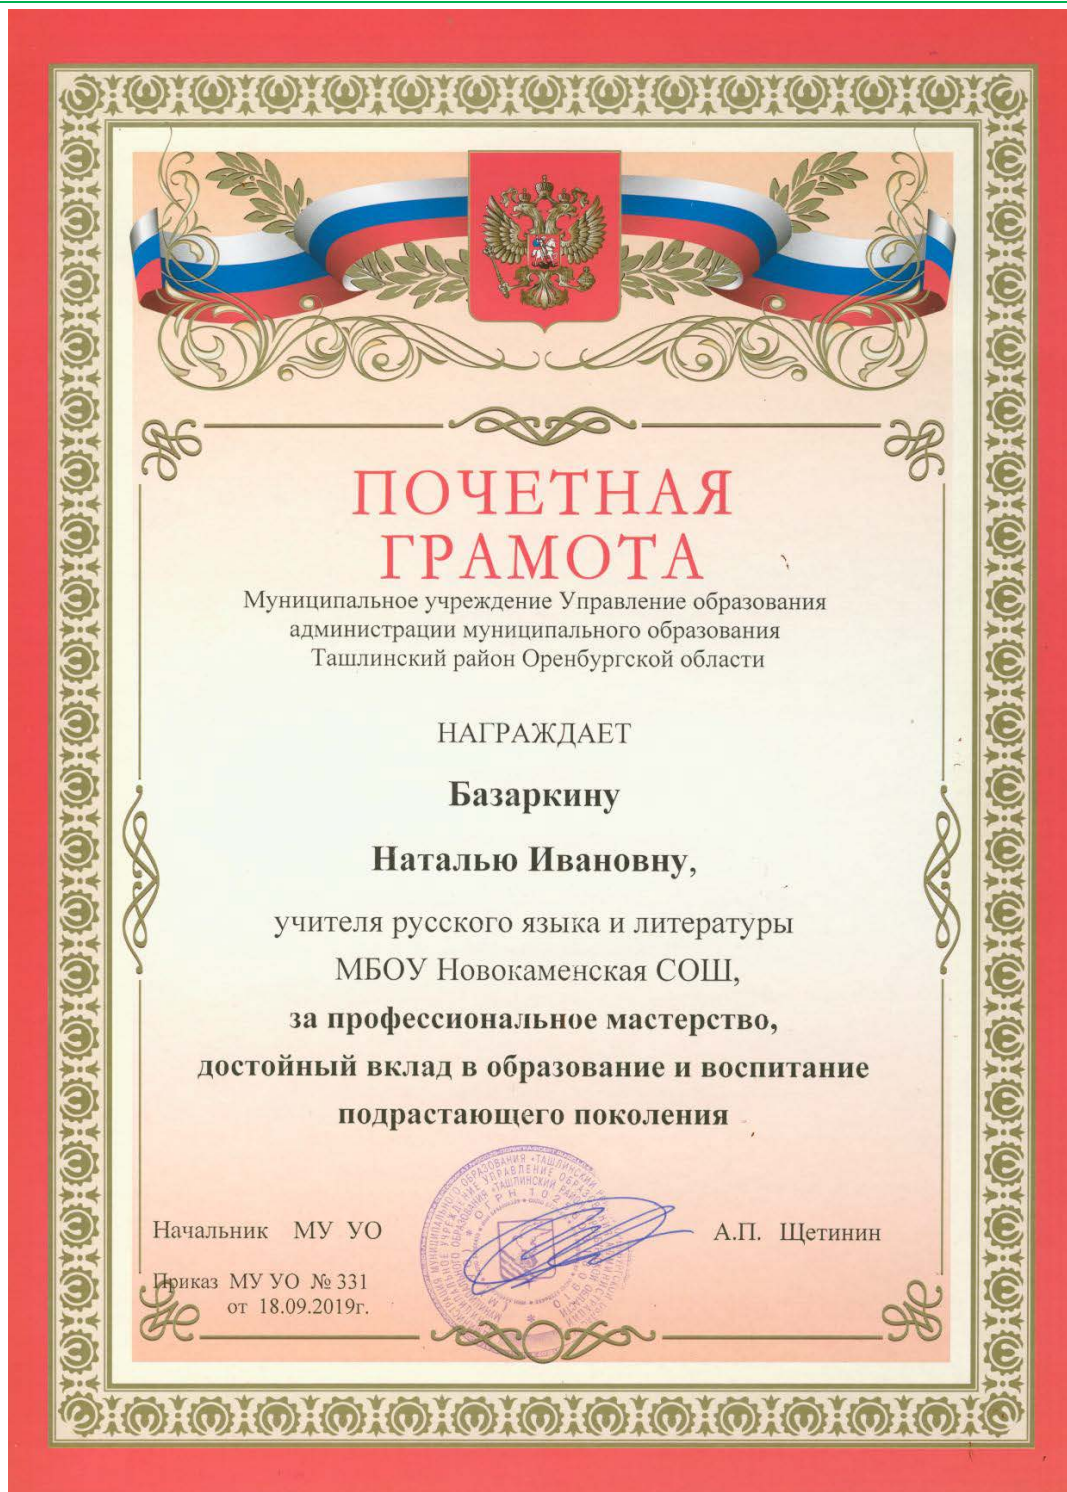 ПОЧЕТНАЯ
ГРАМОТА
Муниципальное учреждение Управление образования
администрации муниципального образования
Ташлинский район Оренбургской области
НАГРАЖДАЕТ
Базаркину
Наталью Ивановну,
учителя русского языка и литературы
МБОУ Новокаменская СОШ,
за профессиональное мастерство,
достойный вклад в образование и воспитание
подрастающего поколения
Начальник МУ УО А.П. Щетинин
Приказ МУ УО № 331
от 18.09.2019г.